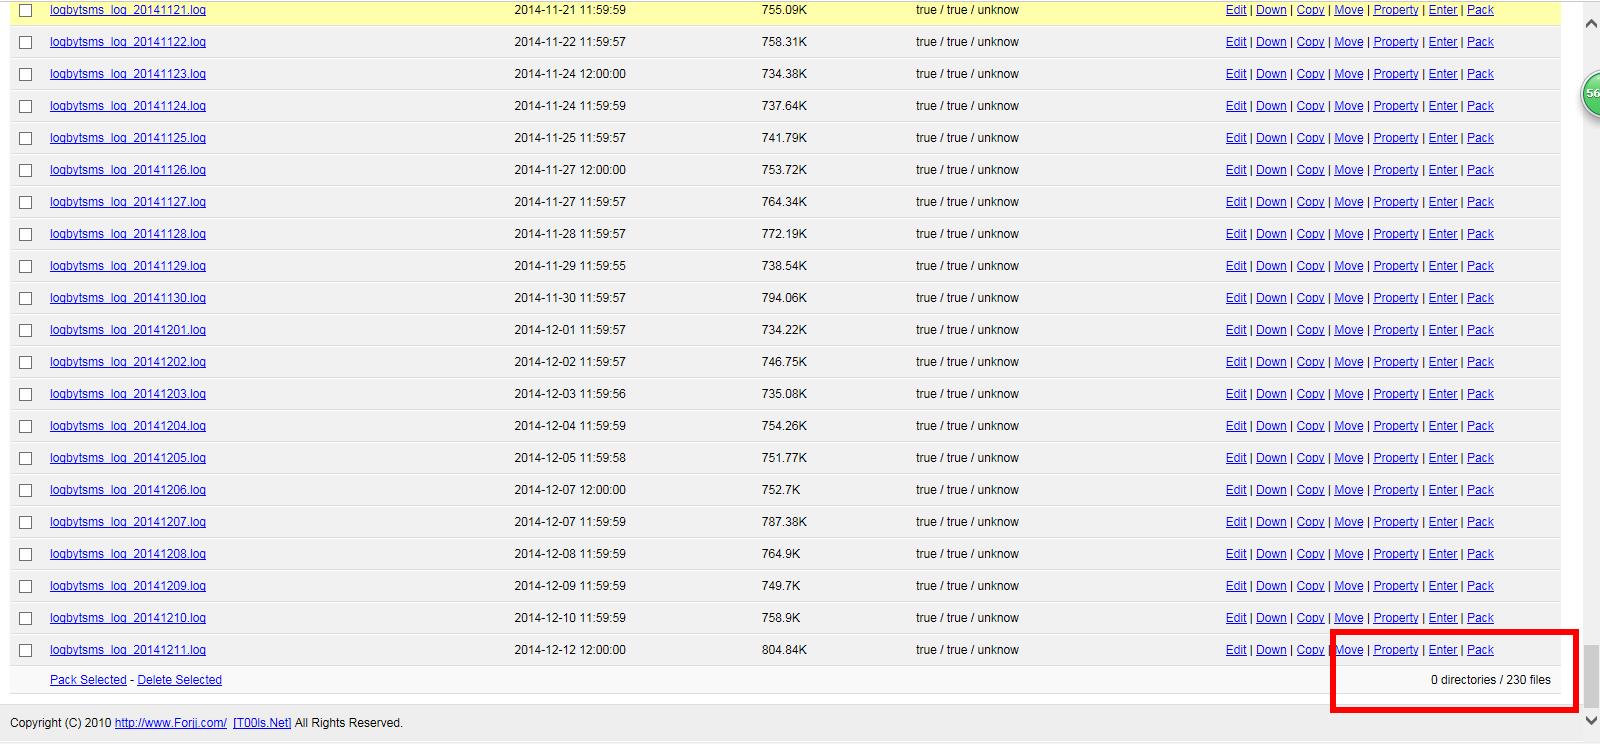 logbytsms_log_20141121.log 2014-11-21 11:59:59 755.09K true / true / unknow Edit | Down | Copy | Move | Property | Enter | Pack
logbytsms_log_20141122.log 2014-11-22 11:59:57 758.31K true / true / unknow Edit | Down | Copy | Move | Property | Enter | Pack
logbytsms_log_20141123.log 2014-11-24 12:00:00 734.38K true / true / unknow Edit | Down | Copy | Move | Property | Enter | Pack
logbytsms_log_20141124.log 2014-11-24 11:59:59 737.64K true / true / unknow Edit | Down | Copy | Move | Property | Enter | Pack
logbytsms_log_20141125.log 2014-11-25 11:59:57 741.79K true / true / unknow Edit | Down | Copy | Move | Property | Enter | Pack
logbytsms_log_20141126.log 2014-11-27 12:00:00 753.72K true / true / unknow Edit | Down | Copy | Move | Property | Enter | Pack
logbytsms_log_20141127.log 2014-11-27 11:59:57 764.34K true / true / unknow Edit | Down | Copy | Move | Property | Enter | Pack
logbytsms_log_20141128.log 2014-11-28 11:59:57 772.19K true / true / unknow Edit | Down | Copy | Move | Property | Enter | Pack
logbytsms_log_20141129.log 2014-11-29 11:59:55 738.54K true / true / unknow Edit | Down | Copy | Move | Property | Enter | Pack
logbytsms_log_20141130.log 2014-11-30 11:59:57 794.06K true / true / unknow Edit | Down | Copy | Move | Property | Enter | Pack
logbytsms_log_20141201.log 2014-12-01 11:59:57 734.22K true / true / unknow Edit | Down | Copy | Move | Property | Enter | Pack
logbytsms_log_20141202.log 2014-12-02 11:59:57 746.75K true / true / unknow Edit | Down | Copy | Move | Property | Enter | Pack
logbytsms_log_20141203.log 2014-12-03 11:59:56 735.08K true / true / unknow Edit | Down | Copy | Move | Property | Enter | Pack
logbytsms_log_20141204.log 2014-12-04 11:59:59 754.26K true / true / unknow Edit | Down | Copy | Move | Property | Enter | Pack
logbytsms_log_20141205.log 2014-12-05 11:59:58 751.77K true / true / unknow Edit | Down | Copy | Move | Property | Enter | Pack
logbytsms_log_20141206.log 2014-12-07 12:00:00 752.7K true / true / unknow Edit | Down | Copy | Move | Property | Enter | Pack
logbytsms_log_20141207.log 2014-12-07 11:59:59 787.38K true / true / unknow Edit | Down | Copy | Move | Property | Enter | Pack
logbytsms_log_20141208.log 2014-12-08 11:59:59 764.9K true / true / unknow Edit | Down | Copy | Move | Property | Enter | Pack
logbytsms_log_20141209.log 2014-12-09 11:59:59 749.7K true / true / unknow Edit | Down | Copy | Move | Property | Enter | Pack
logbytsms_log_20141210.log 2014-12-10 11:59:59 758.9K true / true / unknow Edit | Down | Copy | Move | Property | Enter | Pack
logbytsms_log_20141211.log 2014-12-12 12:00:00 804.84K true / true / unknow Edit | Down | Copy | Move | Property | Enter | Pack
Pack Selected - Delete Selected 0 directories / 230 files
Copyright (C) 2010 http://www.Forjj.com/ [T00ls.Net] All Rights Reserved.
56